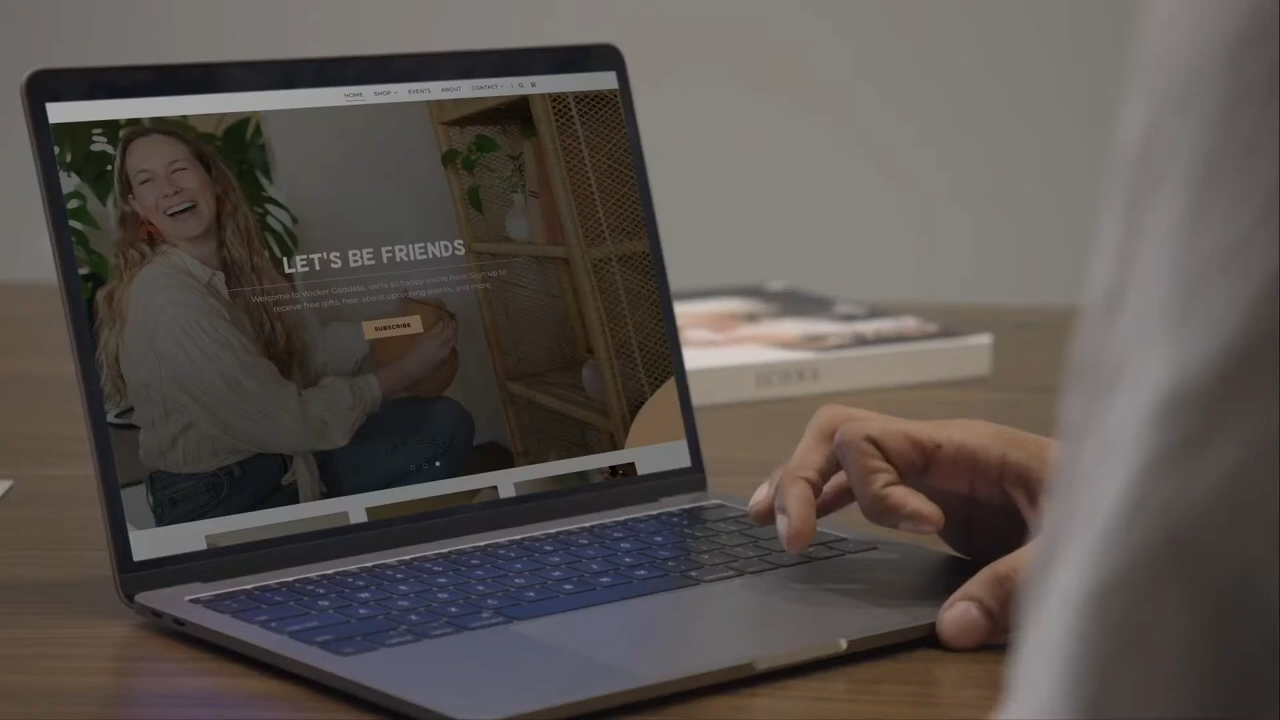 HOME SHOP EVENTS ABOUT CONTACT
LET'S BE FRIENDS
Welcome to Wicker Goddess, we're so happy you're here. Sign up to
receive free gifts, hear about upcoming events, and more.
SUBSCRIBE